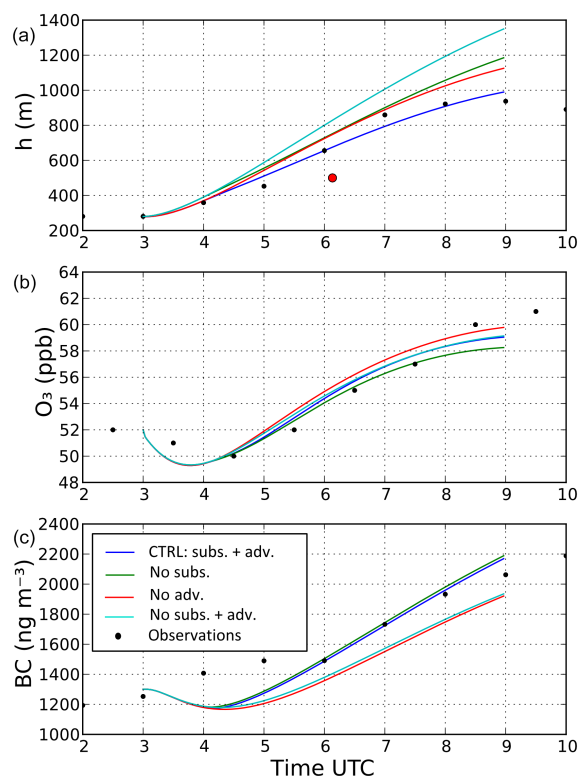 (a)
h (m)
1400
1200
1000
800
600
400
200
2 3 4 5 6 7 8 9 10
(b)
O₃ (ppb)
64
62
60
58
56
54
52
50
48
2 3 4 5 6 7 8 9 10
(c)
BC (ng m⁻³)
2400
2200
2000
1800
1600
1400
1200
1000
CTRL: subs. + adv.
No subs.
No adv.
No subs. + adv.
Observations
2 3 4 5 6 7 8 9 10
Time UTC